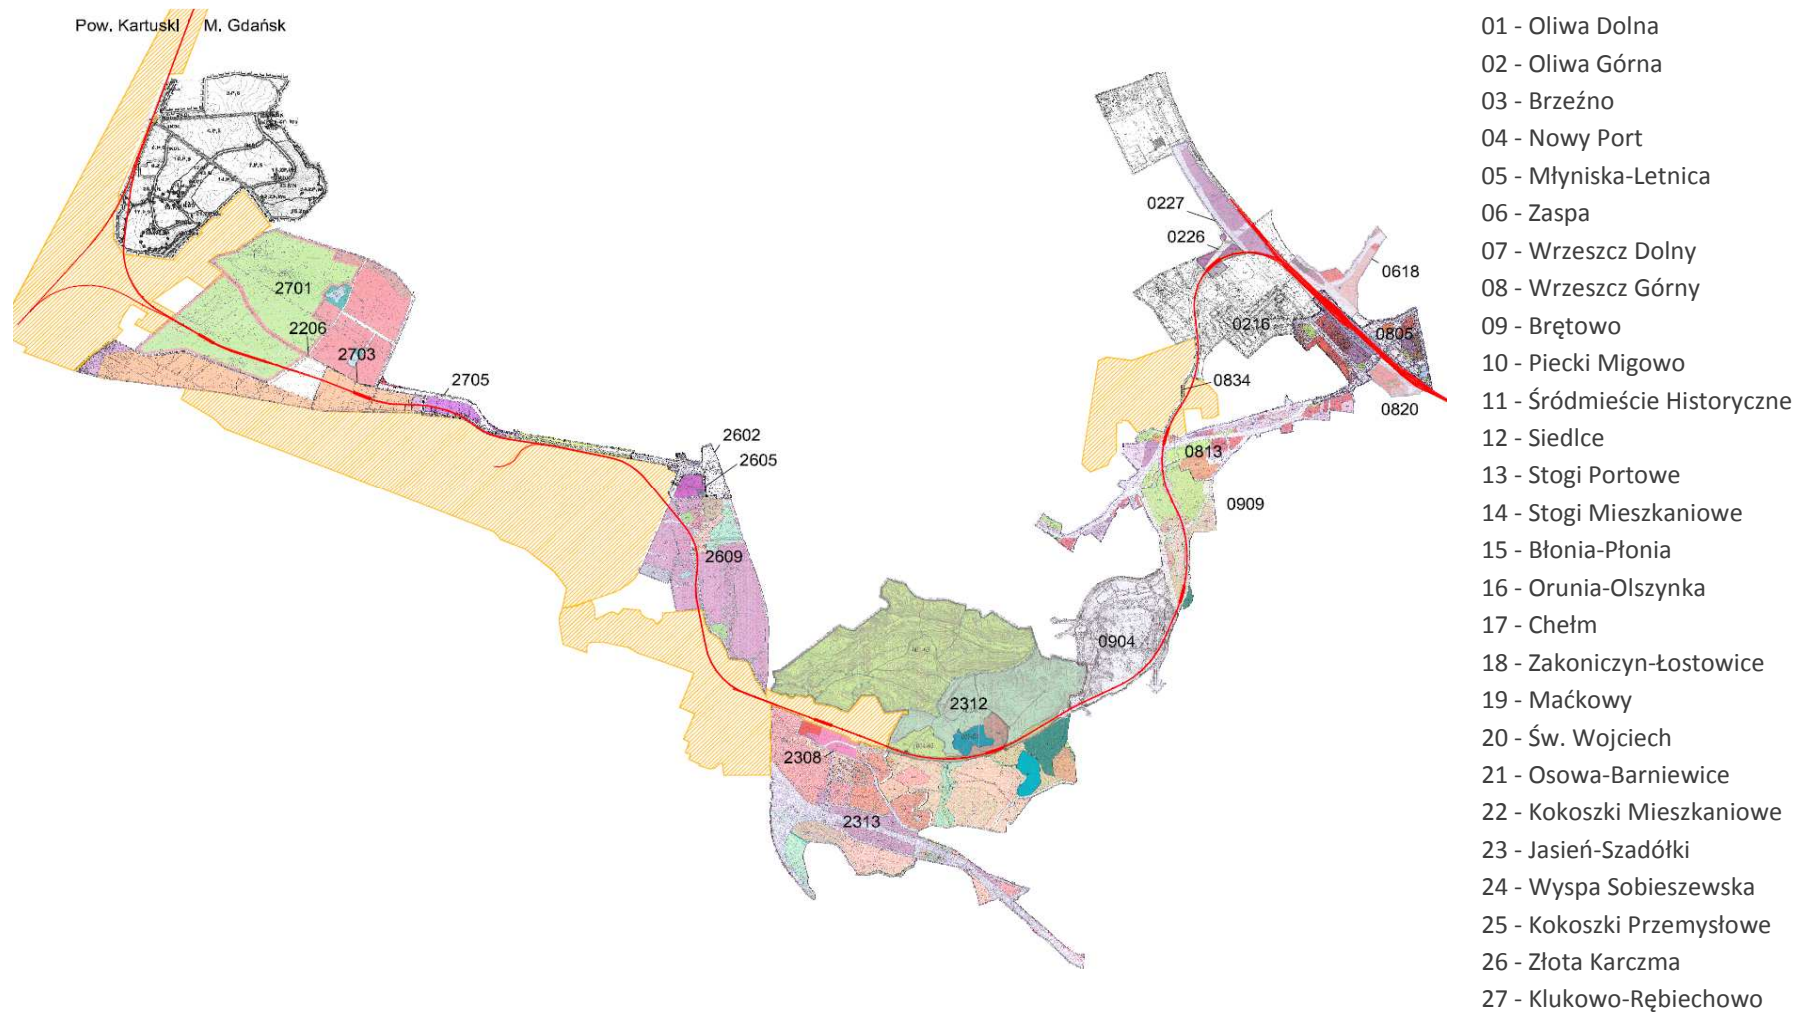 Pow. Kartuski M. Gdańsk
2701
2206
2703
2705
2602
2605
2609
2308
2313
2312
0904
0909
0813
0834
0820
0805
0216
0226
0227
0618
01 - Oliwa Dolna
02 - Oliwa Górna
03 - Brzeźno
04 - Nowy Port
05 - Młyniska-Letnica
06 - Zaspa
07 - Wrzeszcz Dolny
08 - Wrzeszcz Górny
09 - Brętowo
10 - Piecki Migowo
11 - Śródmieście Historyczne
12 - Siedlce
13 - Stogi Portowe
14 - Stogi Mieszkaniowe
15 - Błonia-Płonia
16 - Orunia-Olszynka
17 - Chełm
18 - Zakoniczyn-Łostowice
19 - Maćkowy
20 - Św. Wojciech
21 - Osowa-Barniewice
22 - Kokoszki Mieszkaniowe
23 - Jasień-Szadółki
24 - Wyspa Sobieszewska
25 - Kokoszki Przemysłowe
26 - Złota Karczma
27 - Klukowo-Rębiechowo